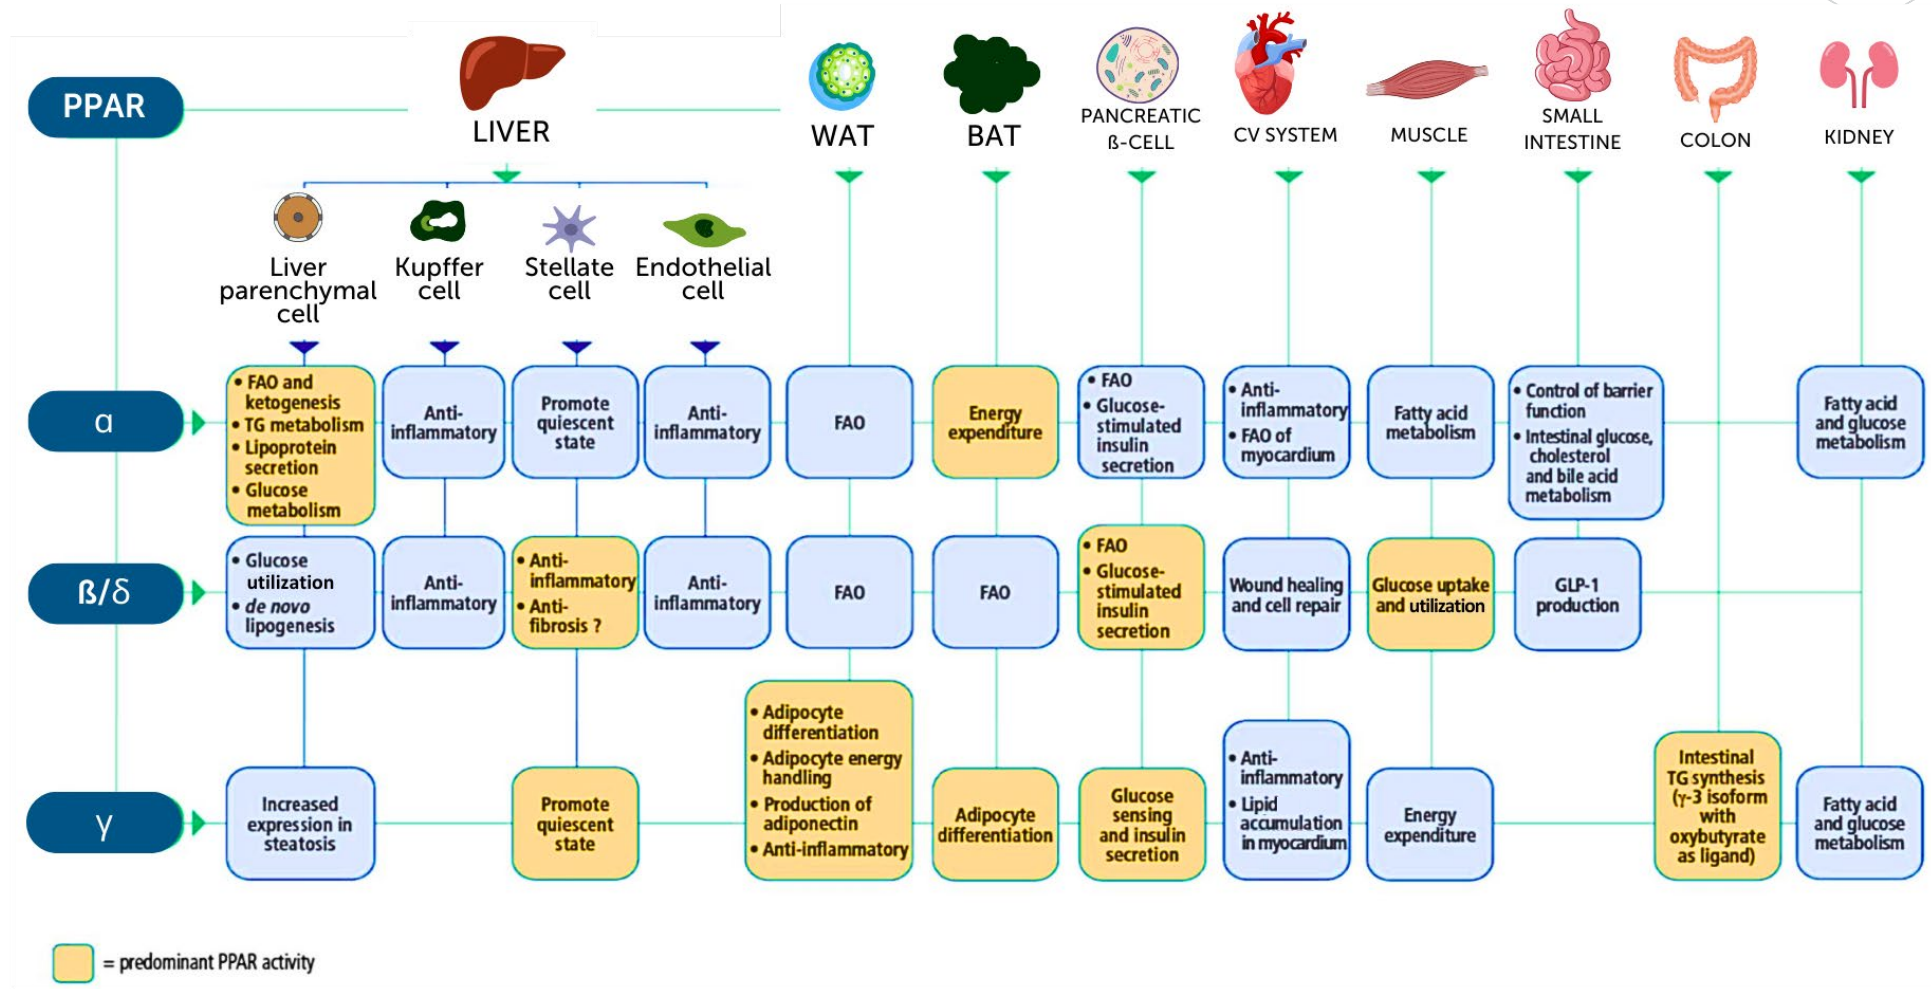 PPAR
LIVER
WAT
BAT
PANCREATIC
ß-CELL
CV SYSTEM
MUSCLE
SMALL
INTESTINE
COLON
KIDNEY
Liver
parenchymal
cell
Kupffer
cell
Stellate
cell
Endothelial
cell
α
• FAO and
ketogenesis
• TG metabolism
• Lipoprotein
secretion
• Glucose
metabolism
Anti-
inflammatory
Promote
quiescent
state
Anti-
inflammatory
FAO
Energy
expenditure
• FAO
• Glucose-
stimulated
insulin
secretion
• Anti-
inflammatory
• FAO of
myocardium
Fatty acid
metabolism
• Control of barrier
function
• Intestinal glucose,
cholesterol
and bile acid
metabolism
Fatty acid
and glucose
metabolism
ß/δ
• Glucose
utilization
• de novo
lipogenesis
Anti-
inflammatory
• Anti-
inflammatory
• Anti-
fibrosis ?
Anti-
inflammatory
FAO
FAO
• FAO
• Glucose-
stimulated
insulin
secretion
Wound healing
and cell repair
Glucose uptake
and utilization
GLP-1
production
γ
Increased
expression in
steatosis
Promote
quiescent
state
• Adipocyte
differentiation
• Adipocyte energy
handling
• Production of
adiponectin
• Anti-inflammatory
Adipocyte
differentiation
Glucose
sensing
and insulin
secretion
• Anti-
inflammatory
• Lipid
accumulation
in myocardium
Energy
expenditure
Intestinal
TG synthesis
(γ-3 isoform
with
oxybutyrate
as ligand)
Fatty acid
and glucose
metabolism
= predominant PPAR activity